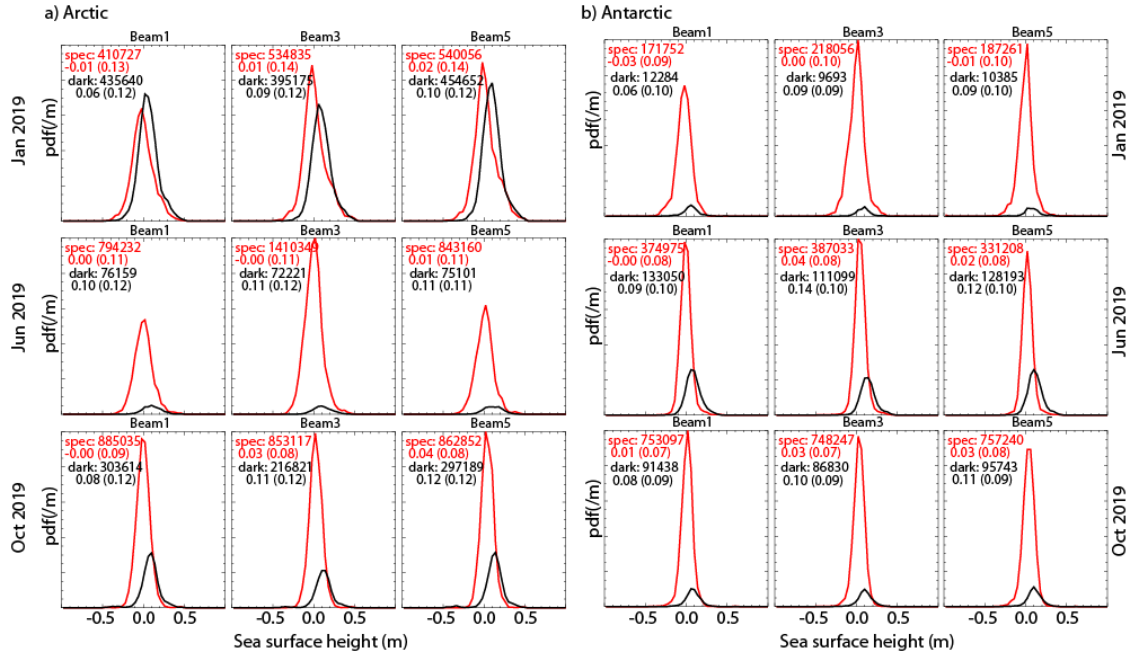 a) Arctic
Beam1 Beam3 Beam5
Jan 2019
pdf(/m)
spec: 410727
-0.01 (0.13)
dark: 435640
0.06 (0.12)
spec: 534835
-0.01 (0.14)
dark: 395175
0.09 (0.12)
spec: 540056
0.02 (0.14)
dark: 454652
0.10 (0.12)
Beam1 Beam3 Beam5
Jun 2019
pdf(/m)
spec: 794232
0.00 (0.11)
dark: 76159
0.10 (0.12)
spec: 1410349
-0.00 (0.11)
dark: 72221
0.11 (0.12)
spec: 843160
0.01 (0.11)
dark: 75101
0.11 (0.11)
Beam1 Beam3 Beam5
Oct 2019
pdf(/m)
spec: 885035
-0.00 (0.09)
dark: 303614
0.08 (0.12)
spec: 853117
0.03 (0.08)
dark: 216821
0.11 (0.12)
spec: 862852
0.04 (0.08)
dark: 297189
0.12 (0.12)
-0.5 0.0 0.5 -0.5 0.0 0.5 -0.5 0.0 0.5
Sea surface height (m)
b) Antarctic
Beam1 Beam3 Beam5
pdf(/m)
spec: 171752
-0.03 (0.09)
dark: 12284
0.06 (0.10)
spec: 218056
0.00 (0.10)
dark: 9693
0.09 (0.09)
spec: 187261
-0.01 (0.10)
dark: 10385
0.09 (0.10)
Jan 2019
Beam1 Beam3 Beam5
pdf(/m)
spec: 374975
-0.00 (0.08)
dark: 133050
0.09 (0.10)
spec: 387033
0.04 (0.08)
dark: 111099
0.14 (0.10)
spec: 331208
0.02 (0.08)
dark: 128193
0.12 (0.10)
Jun 2019
Beam1 Beam3 Beam5
pdf(/m)
spec: 753097
0.01 (0.07)
dark: 91438
0.08 (0.09)
spec: 748247
0.03 (0.07)
dark: 86830
0.10 (0.09)
spec: 757240
0.03 (0.08)
dark: 95743
0.11 (0.09)
Oct 2019
-0.5 0.0 0.5 -0.5 0.0 0.5 -0.5 0.0 0.5
Sea surface height (m)